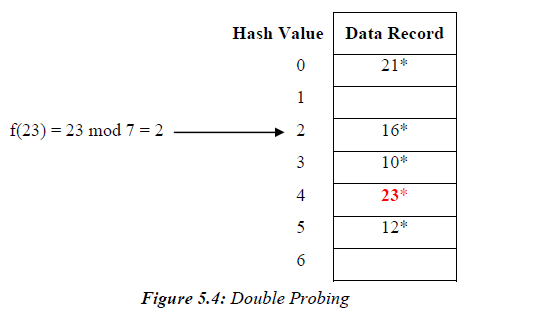 Hash Value Data Record
0 21*
1
f(23) = 23 mod 7 = 2 2 16*
3 10*
4 23*
5 12*
6
Figure 5.4: Double Probing